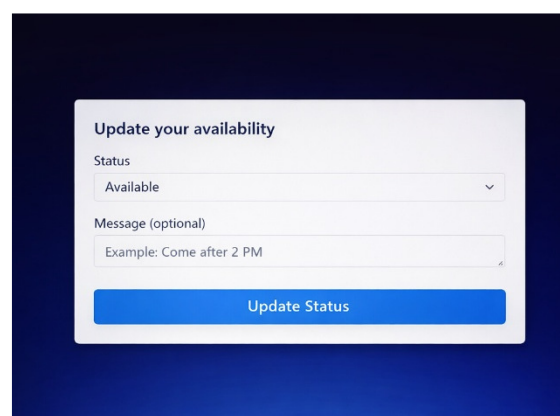 Update your availability
Status
Available
Message (optional)
Example: Come after 2 PM
Update Status